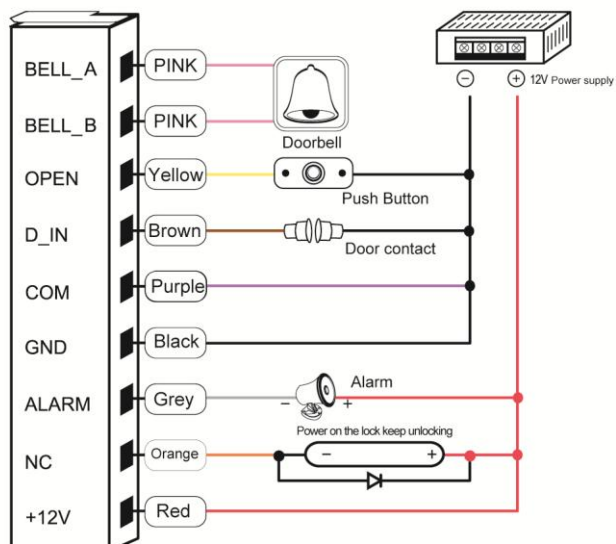 BELL_A PINK
BELL_B PINK
Doorbell
− + 12V Power supply
OPEN Yellow
Push Button
D_IN Brown
Door contact
COM Purple
GND Black
ALARM Grey
− + Alarm
Power on the lock keep unlocking
NC Orange
− +
+12V Red